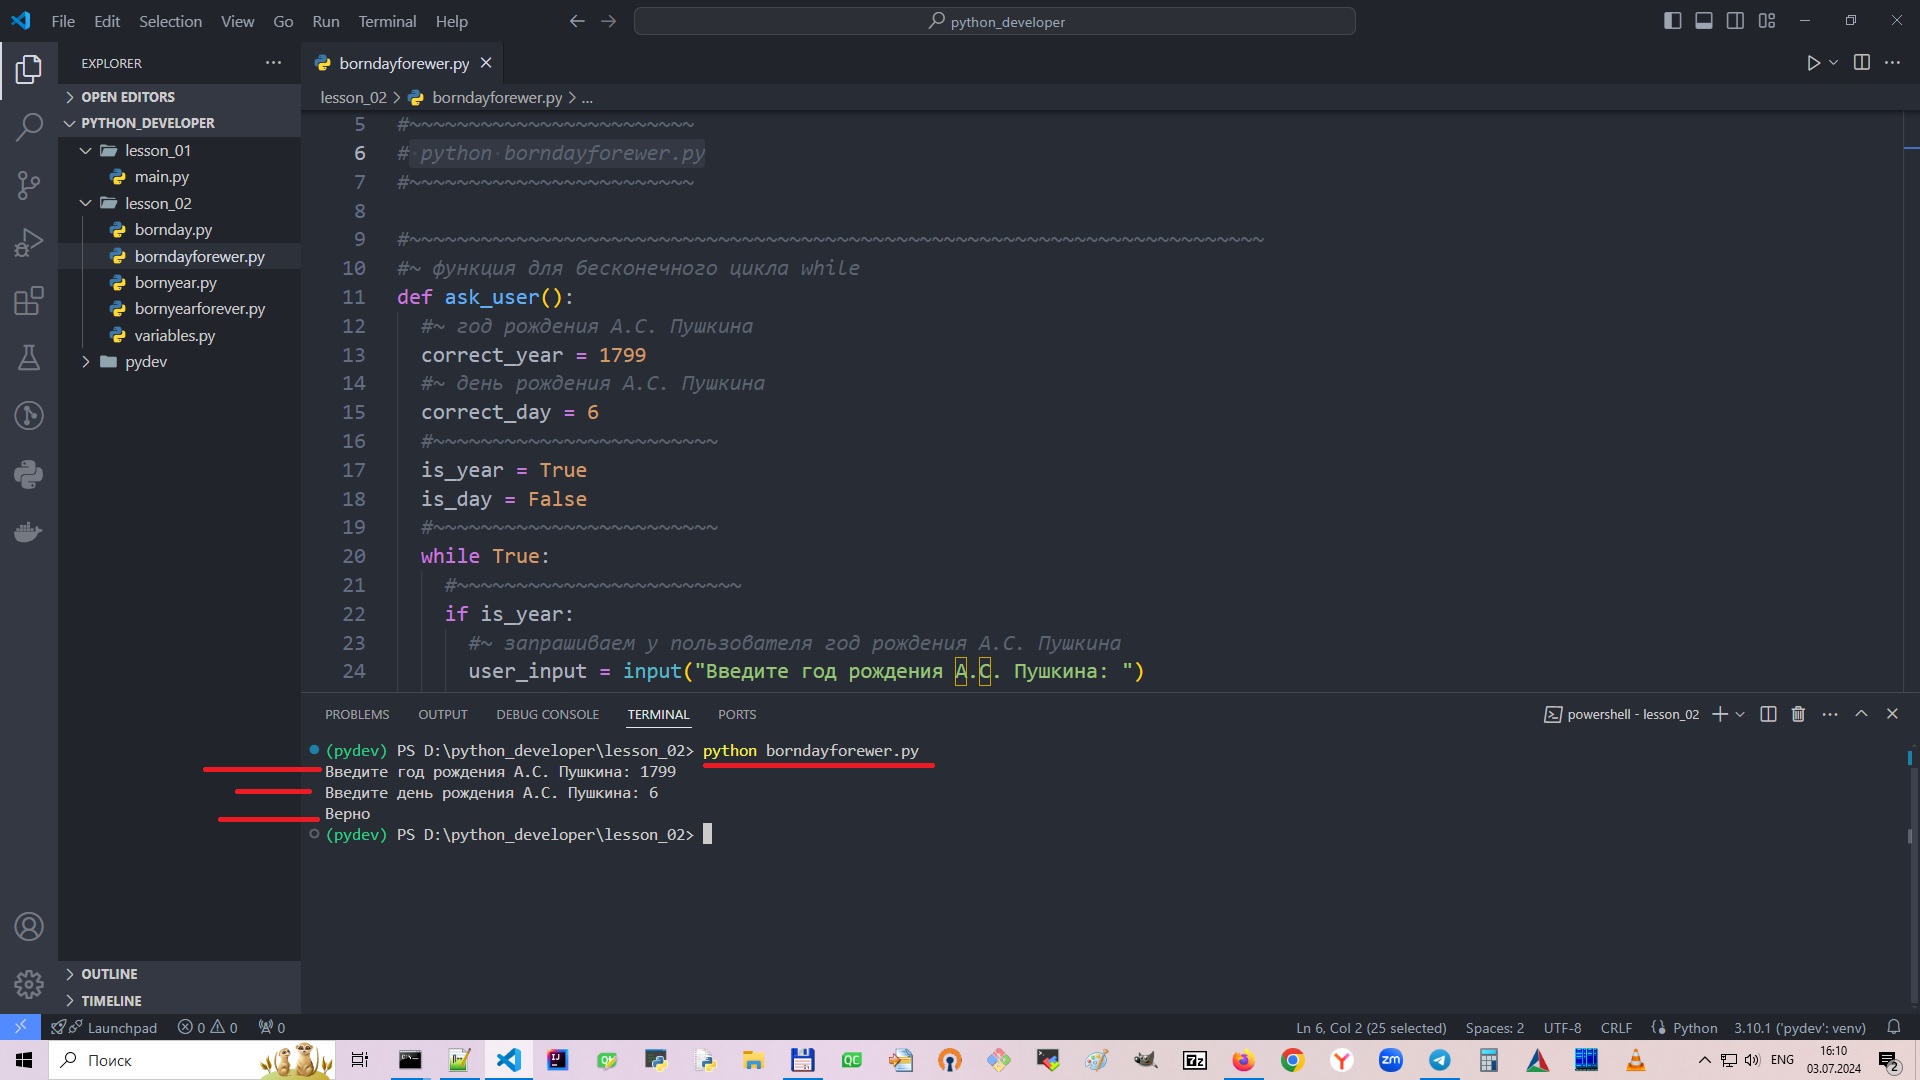 File Edit Selection View Go Run Terminal Help
python_developer
EXPLORER
OPEN EDITORS
PYTHON_DEVELOPER
lesson_01
main.py
lesson_02
bornday.py
borndayforewer.py
bornyear.py
bornyearforever.py
variables.py
pydev
OUTLINE
TIMELINE
borndayforewer.py
lesson_02 > borndayforewer.py > ...
5 #~~~~~~~~~~~~~~~~~~~~~~~~
6 # python borndayforewer.py
7 #~~~~~~~~~~~~~~~~~~~~~~~~
8
9 #~~~~~~~~~~~~~~~~~~~~~~~~~~~~~~~~~~~~~~~~~~~~~~~~~~~~~~~~~~~~~~~~~~~~~~~~
10 #~ функция для бесконечного цикла while
11 def ask_user():
12 #~ год рождения А.С. Пушкина
13 correct_year = 1799
14 #~ день рождения А.С. Пушкина
15 correct_day = 6
16 #~~~~~~~~~~~~~~~~~~~~~~~~
17 is_year = True
18 is_day = False
19 #~~~~~~~~~~~~~~~~~~~~~~~~
20 while True:
21 #~~~~~~~~~~~~~~~~~~~~~~~~
22 if is_year:
23 #~ запрашиваем у пользователя год рождения А.С. Пушкина
24 user_input = input("Введите год рождения А.С. Пушкина: ")
PROBLEMS OUTPUT DEBUG CONSOLE TERMINAL PORTS
powershell - lesson_02
(pydev) PS D:\python_developer\lesson_02> python borndayforewer.py
Введите год рождения А.С. Пушкина: 1799
Введите день рождения А.С. Пушкина: 6
Верно
(pydev) PS D:\python_developer\lesson_02>
Launchpad 0 0 0
Ln 6, Col 2 (25 selected) Spaces: 2 UTF-8 CRLF Python 3.10.1 ('pydev': venv)
Поиск
QC
7z
zm
ENG
16:10
03.07.2024
2